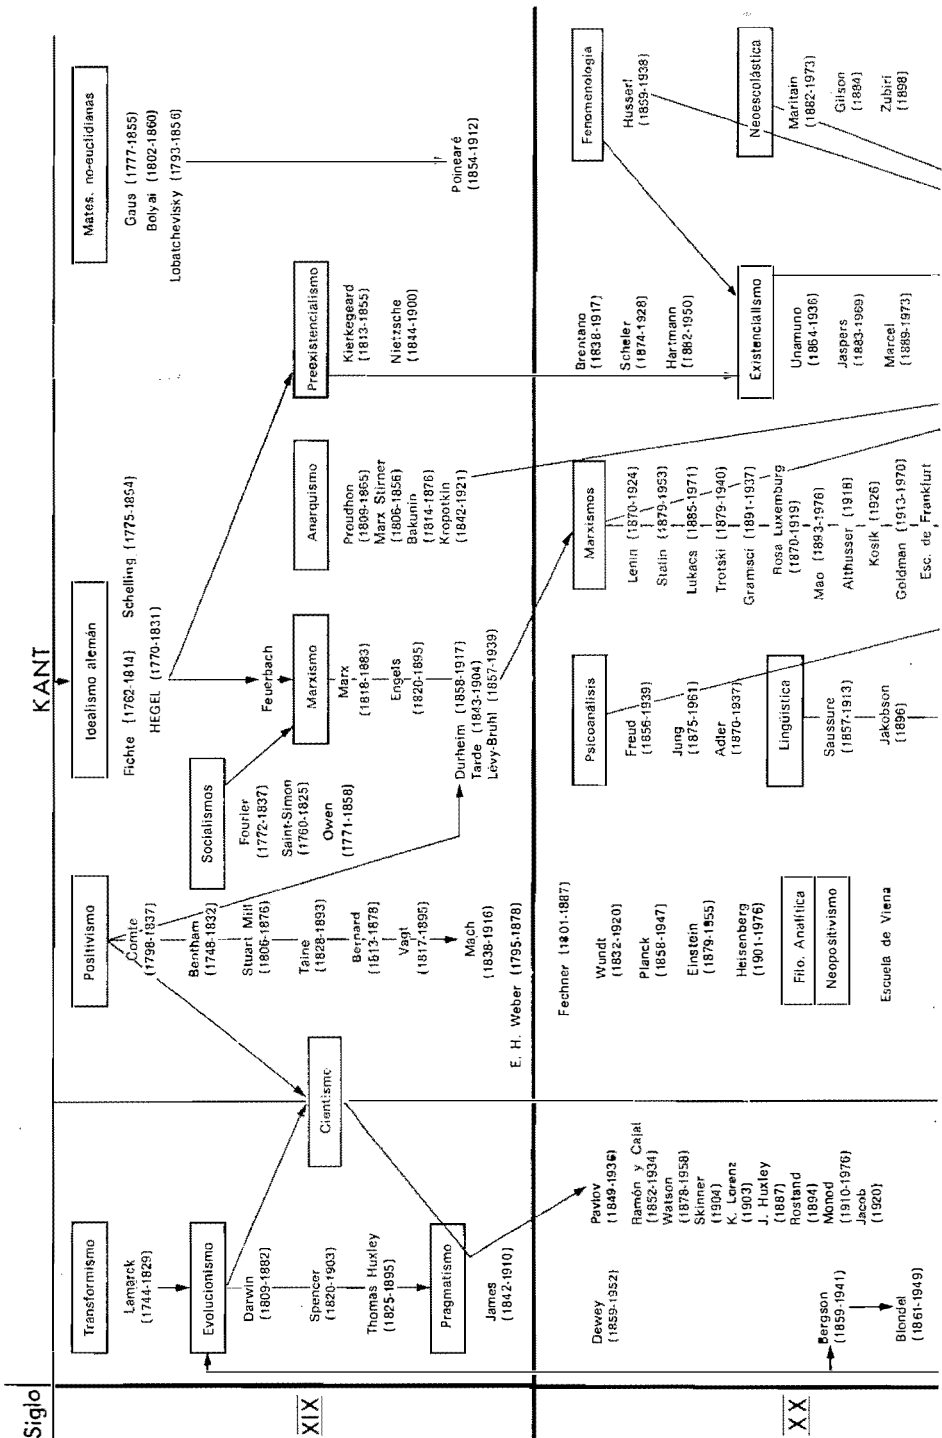 Siglo
KANT
XIX
Transformismo
Lamarck
(1744-1829)
Evolucionismo
Darwin
(1809-1882)
Spencer
(1820-1903)
Thomas Huxley
(1825-1895)
Pragmatismo
James
(1842-1910)
Cientismo
Positivismo
Comte
(1798-1837)
Bentham
(1748-1832)
Stuart Mill
(1806-1876)
Taine
(1828-1893)
Bernard
(1813-1878)
Vagt
(1817-1895)
Mach
(1838-1916)
E. H. Weber (1795-1878)
Socialismos
Fourier
(1772-1837)
Saint-Simon
(1760-1825)
Owen
(1771-1858)
Idealismo alemán
Fichte (1762-1814) Schelling (1775-1854)
HEGEL (1770-1831)
Feuerbach
Marxismo
Marx
(1818-1883)
Engels
(1820-1895)
Durheim (1858-1917)
Tarde (1843-1904)
Lévy-Bruhl (1857-1939)
Anarquismo
Proudhon
(1809-1865)
Marx Stirner
(1806-1856)
Bakunin
(1814-1876)
Kropotkin
(1842-1921)
Preexistencialismo
Kierkegeard
(1813-1855)
Nietzsche
(1844-1900)
Mates. no-euclidianas
Gaus (1777-1855)
Bolyai (1802-1860)
Lobatchevisky (1793-1856)
Poinearé
(1854-1912)
XX
Dewey
(1859-1952)
Bergson
(1859-1941)
Blondel
(1861-1949)
Pavlov
(1849-1936)
Ramón y Cajal
(1852-1934)
Watson
(1878-1958)
Skinner
(1904)
K. Lorenz
(1903)
J. Huxley
(1887)
Rostand
(1894)
Monod
(1910-1976)
Jacob
(1920)
Fechner (1801-1887)
Wundt
(1832-1920)
Planck
(1858-1947)
Einstein
(1879-1955)
Heisenberg
(1901-1976)
Filo. Analítica
Neopositivismo
Escuela de Viena
Psicoanálisis
Freud
(1856-1939)
Jung
(1875-1961)
Adler
(1870-1937)
Lingüística
Saussure
(1857-1913)
Jakobson
(1896)
Marxismos
Lenin (1870-1924)
Stalin (1879-1953)
Lukacs (1885-1971)
Trotski (1879-1940)
Gramisci (1891-1937)
Rosa Luxemburg
(1870-1919)
Mao (1893-1976)
Althusser (1918)
Kosik (1926)
Goldman (1913-1970)
Esc. de Frankfurt
Brentano
(1838-1917)
Scheler
(1874-1928)
Hartmann
(1882-1950)
Existencialismo
Unamuno
(1864-1936)
Jaspers
(1883-1969)
Marcel
(1889-1973)
Fenomenología
Husserl
(1859-1938)
Neoescolástica
Maritain
(1882-1973)
Gilson
(1884)
Zubiri
(1898)